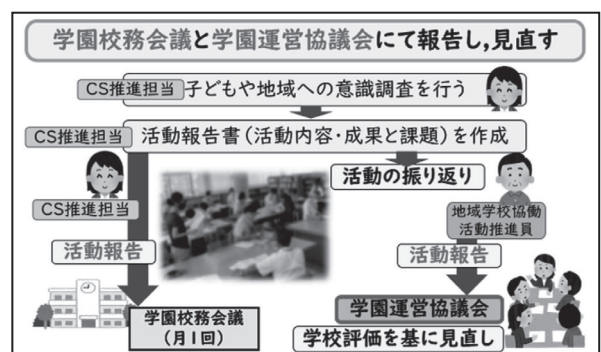 学園校務会議と学園運営協議会にて報告し,見直す
CS推進担当 子どもや地域への意識調査を行う
CS推進担当 活動報告書(活動内容・成果と課題)を作成
活動の振り返り
CS推進担当
地域学校協働
活動推進員
活動報告
活動報告
学園校務会議
(月1回)
学園運営協議会
学校評価を基に見直し